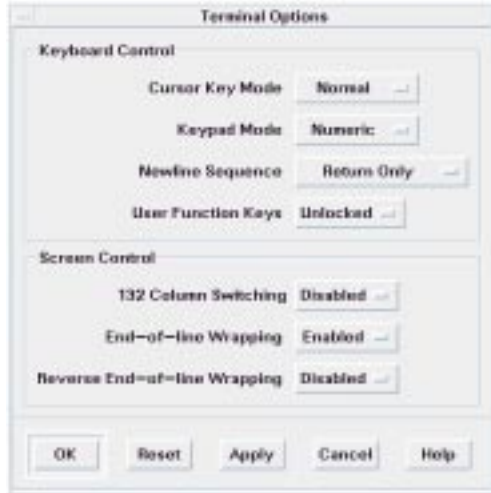 Terminal Options
Keyboard Control
Cursor Key Mode Normal
Keypad Mode Numeric
Newline Sequence Return Only
User Function Keys Unlocked
Screen Control
132 Column Switching Disabled
End-of-line Wrapping Enabled
Reverse End-of-line Wrapping Disabled
OK Reset Apply Cancel Help